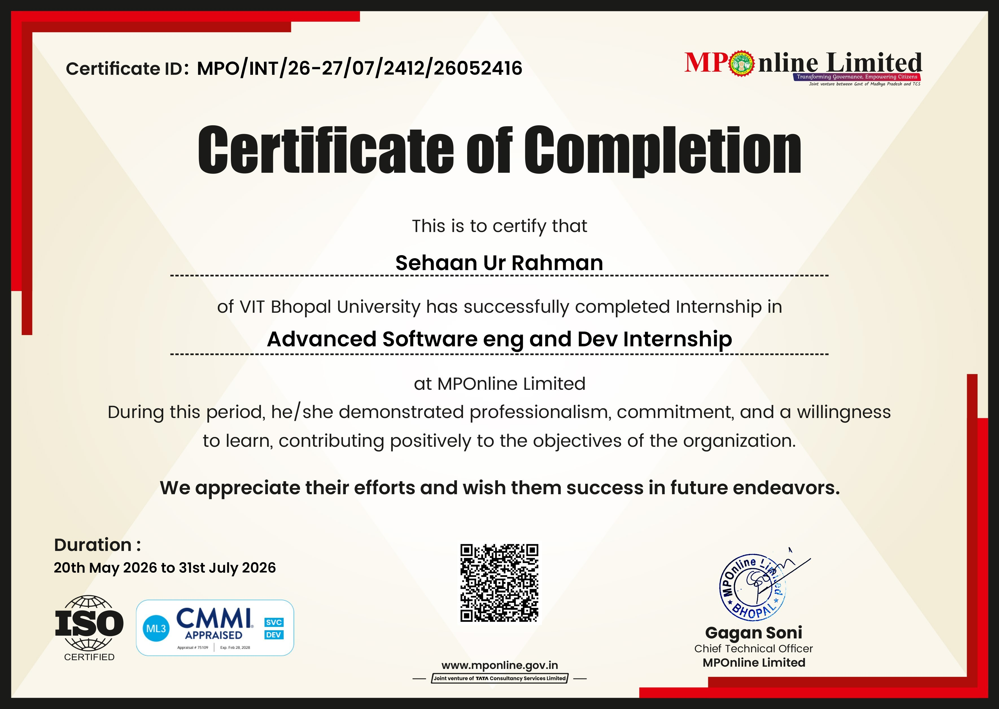 Certificate ID: MPO/INT/26-27/07/2412/26052416
MPOnline Limited
Transforming Governance, Empowering Citizens
Joint venture between Govt of Madhya Pradesh and TCS
Certificate of Completion
This is to certify that
Sehaan Ur Rahman
of VIT Bhopal University has successfully completed Internship in
Advanced Software eng and Dev Internship
at MPOnline Limited
During this period, he/she demonstrated professionalism, commitment, and a willingness
to learn, contributing positively to the objectives of the organization.
We appreciate their efforts and wish them success in future endeavors.
Duration :
20th May 2026 to 31st July 2026
ISO
CERTIFIED
ML3
CMMI®
APPRAISED
SVC
DEV
Appraisal # 75109 | Exp. Feb 28, 2028
www.mponline.gov.in
Joint venture of TATA Consultancy Services Limited
MPOnline Limited
★ BHOPAL ★
Gagan Soni
Chief Technical Officer
MPOnline Limited